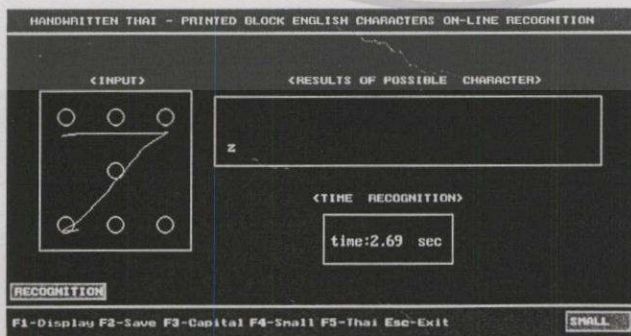 HANDWRITTEN THAI - PRINTED BLOCK ENGLISH CHARACTERS ON-LINE RECOGNITION
<INPUT>
<RESULTS OF POSSIBLE CHARACTER>
z
<TIME RECOGNITION>
time:2.69 sec
RECOGNITION
F1-Display F2-Save F3-Capital F4-Small F5-Thai Esc-Exit
SMALL